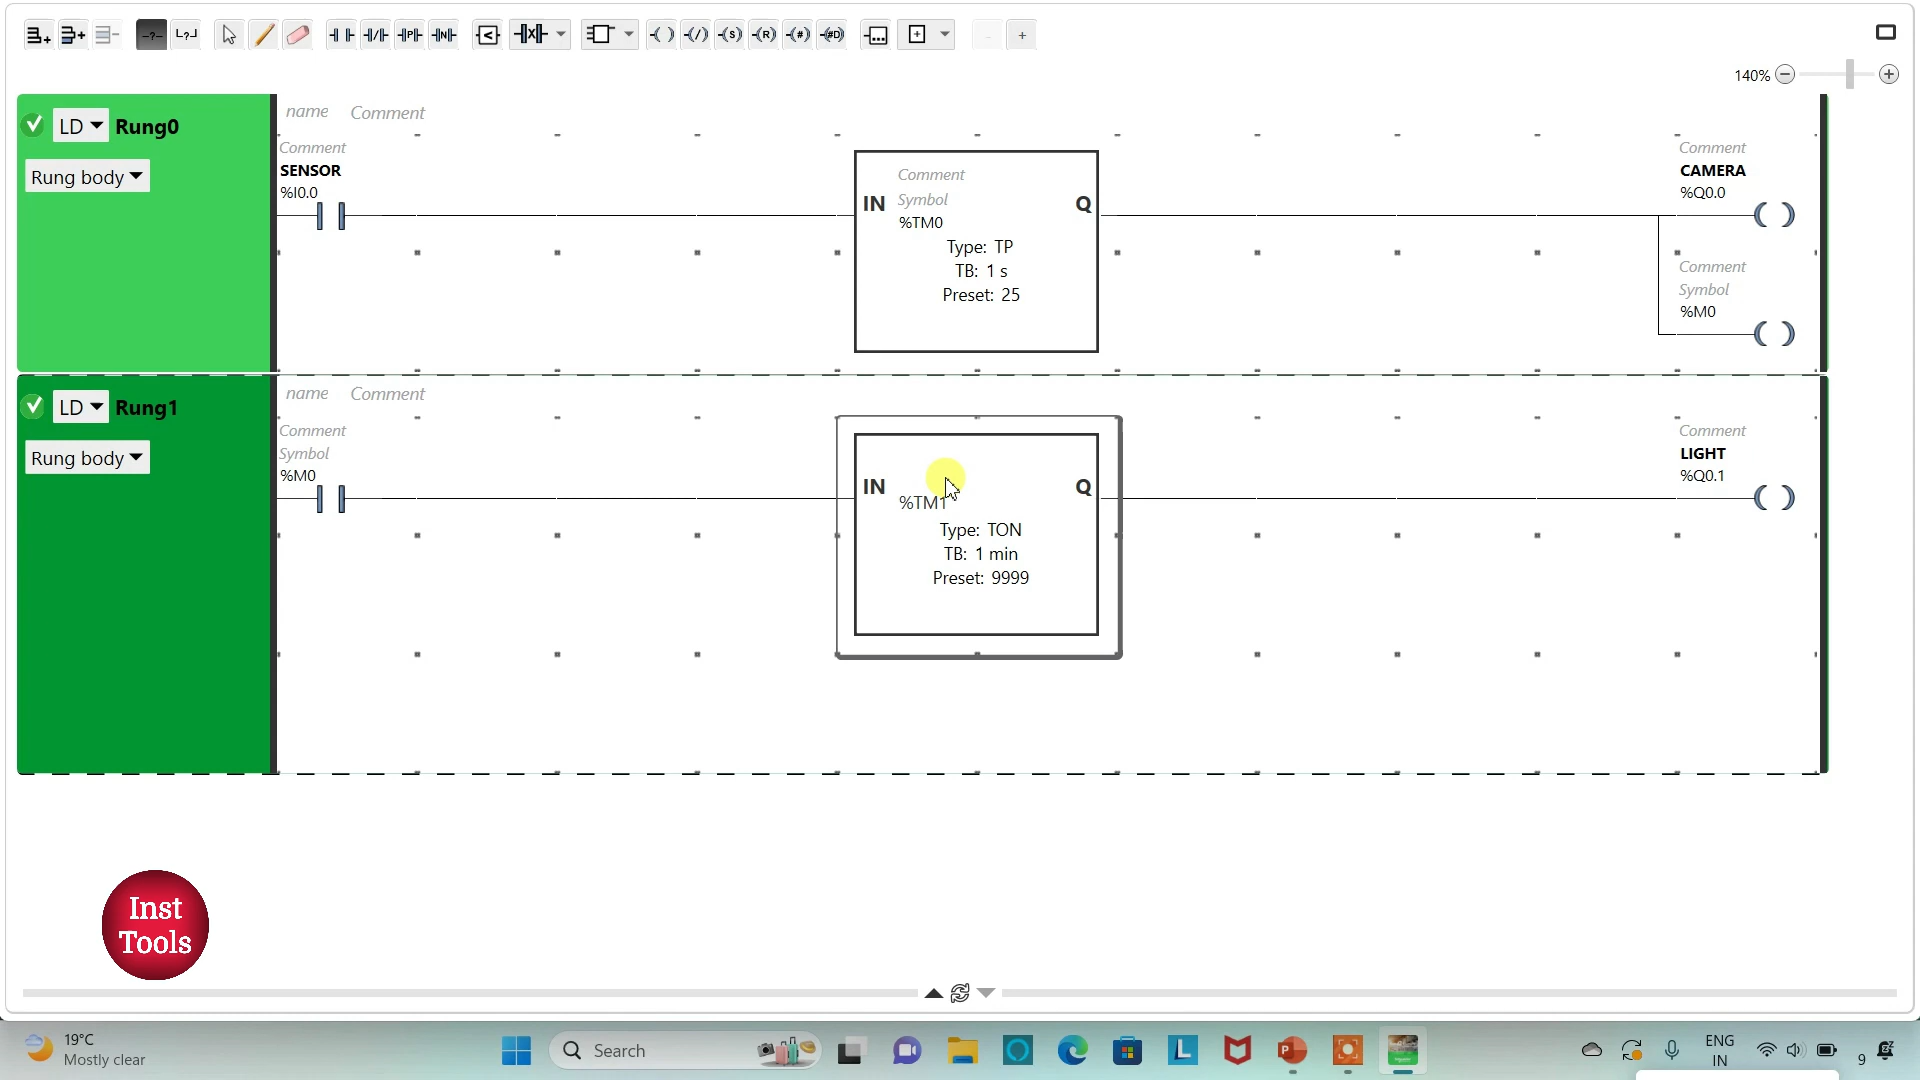 140%
LD Rung0
Rung body
name Comment
Comment
SENSOR
%I0.0
IN
Comment
Symbol
%TM0
Q
Type: TP
TB: 1 s
Preset: 25
Comment
CAMERA
%Q0.0
Comment
Symbol
%M0
LD Rung1
Rung body
name Comment
Comment
Symbol
%M0
IN
%TM1
Q
Type: TON
TB: 1 min
Preset: 9999
Comment
LIGHT
%Q0.1
Inst
Tools
19°C
Mostly clear
Search
ENG
IN
9